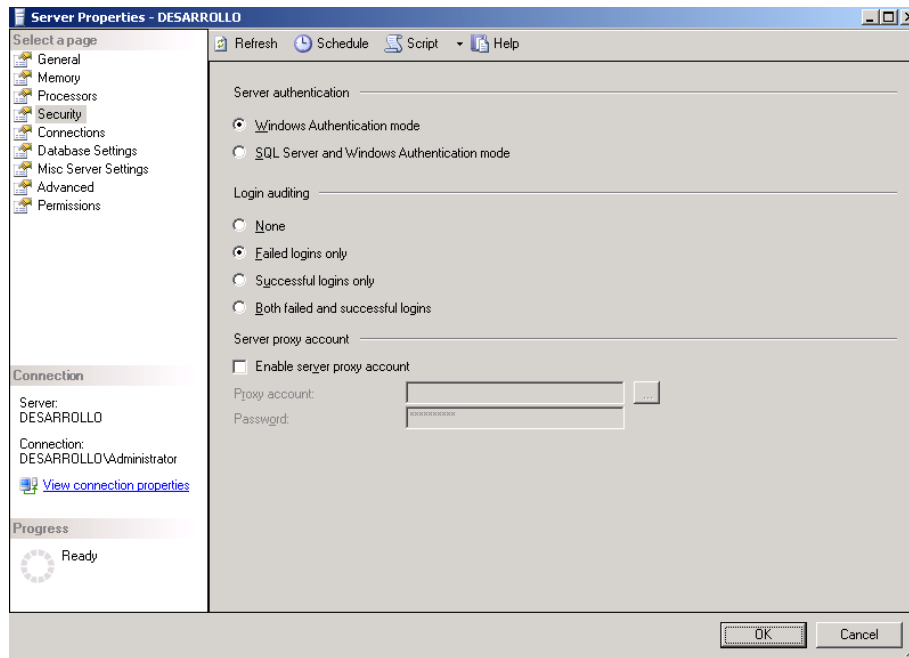 Server Properties - DESARROLLO
Select a page
General
Memory
Processors
Security
Connections
Database Settings
Misc Server Settings
Advanced
Permissions
Refresh Schedule Script Help
Server authentication
Windows Authentication mode
SQL Server and Windows Authentication mode
Login auditing
None
Failed logins only
Successful logins only
Both failed and successful logins
Server proxy account
Enable server proxy account
Proxy account:
...
Password:
**********
Connection
Server:
DESARROLLO
Connection:
DESARROLLO\Administrator
View connection properties
Progress
Ready
OK Cancel